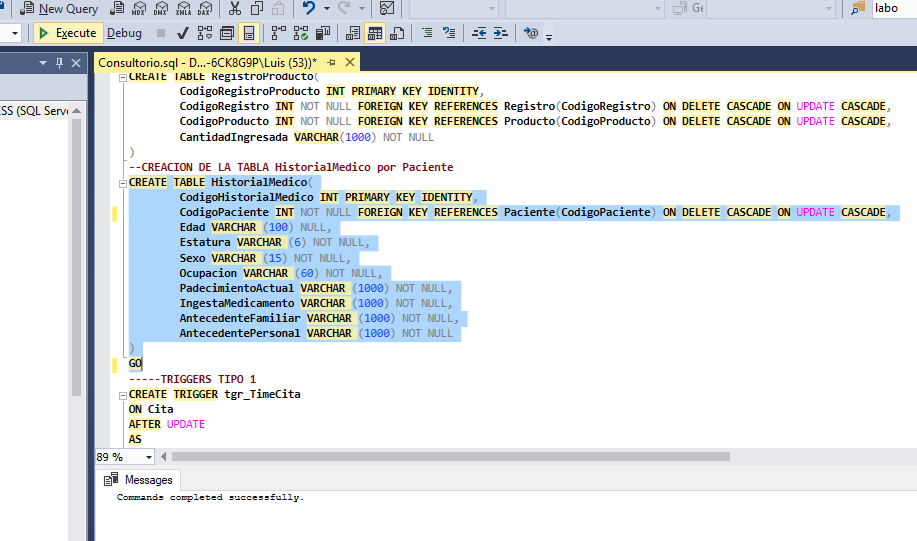 New Query MDX DMX XMLA DAX Ge labo
Execute Debug
Consultorio.sql - D...-6CK8G9P\Luis (53))*
SS (SQL Serve
CREATE TABLE RegistroProducto(
CodigoRegistroProducto INT PRIMARY KEY IDENTITY,
CodigoRegistro INT NOT NULL FOREIGN KEY REFERENCES Registro(CodigoRegistro) ON DELETE CASCADE ON UPDATE CASCADE,
CodigoProducto INT NOT NULL FOREIGN KEY REFERENCES Producto(CodigoProducto) ON DELETE CASCADE ON UPDATE CASCADE,
CantidadIngresada VARCHAR(1000) NOT NULL
)
--CREACION DE LA TABLA HistorialMedico por Paciente
CREATE TABLE HistorialMedico(
CodigoHistorialMedico INT PRIMARY KEY IDENTITY,
CodigoPaciente INT NOT NULL FOREIGN KEY REFERENCES Paciente(CodigoPaciente) ON DELETE CASCADE ON UPDATE CASCADE,
Edad VARCHAR (100) NULL,
Estatura VARCHAR (6) NOT NULL,
Sexo VARCHAR (15) NOT NULL,
Ocupacion VARCHAR (60) NOT NULL,
PadecimientoActual VARCHAR (1000) NOT NULL,
IngestaMedicamento VARCHAR (1000) NOT NULL,
AntecedenteFamiliar VARCHAR (1000) NOT NULL,
AntecedentePersonal VARCHAR (1000) NOT NULL
)
GO
-----TRIGGERS TIPO 1
CREATE TRIGGER tgr_TimeCita
ON Cita
AFTER UPDATE
AS
89 %
Messages
Commands completed successfully.